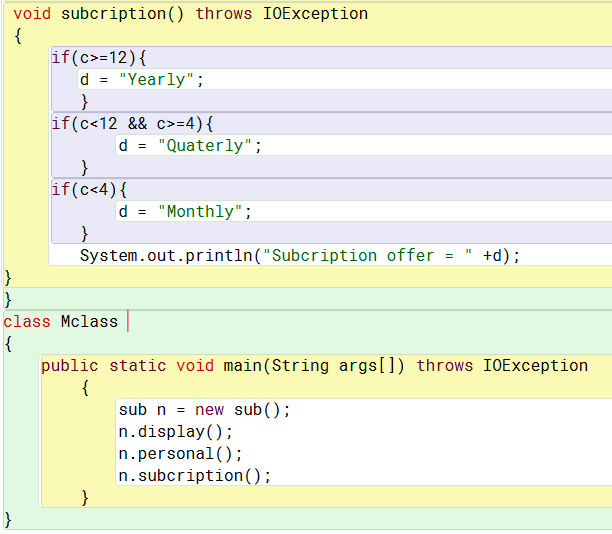 void subcription() throws IOException
{
if(c>=12){
d = "Yearly";
}
if(c<12 && c>=4){
d = "Quaterly";
}
if(c<4){
d = "Monthly";
}
System.out.println("Subcription offer = " +d);
}
}
class Mclass
{
public static void main(String args[]) throws IOException
{
sub n = new sub();
n.display();
n.personal();
n.subcription();
}
}